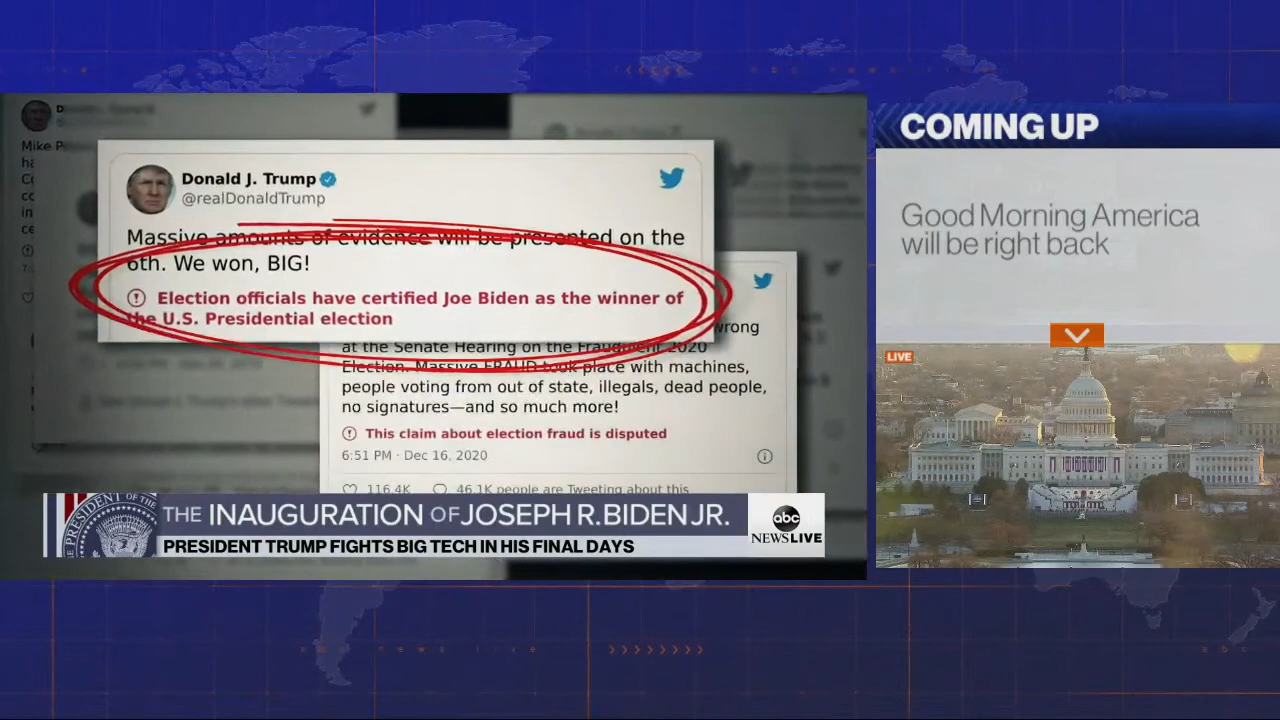 Mike P
Donald J. Trump
@realDonaldTrump
Massive amounts of evidence will be presented on the
6th. We won, BIG!
Election officials have certified Joe Biden as the winner of
the U.S. Presidential election
wrong
at the Senate Hearing on the Fraudulent 2020
Election. Massive FRAUD took place with machines,
people voting from out of state, illegals, dead people,
no signatures—and so much more!
This claim about election fraud is disputed
6:51 PM · Dec 16, 2020
116.4K 46.1K people are Tweeting about this
THE INAUGURATION OF JOSEPH R. BIDEN JR.
PRESIDENT TRUMP FIGHTS BIG TECH IN HIS FINAL DAYS
abc
NEWS LIVE
COMING UP
Good Morning America
will be right back
LIVE
abc news live
abc